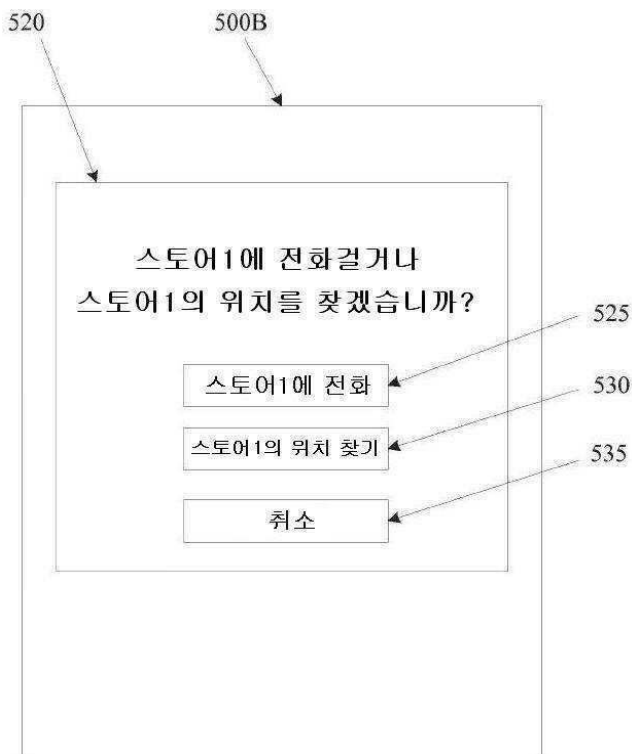 520 500B
스토어1에 전화걸거나
스토어1의 위치를 찾겠습니까?
525
스토어1에 전화
530
스토어1의 위치 찾기
535
취소